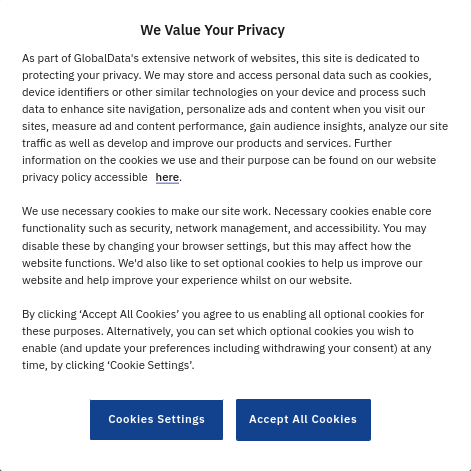 We Value Your Privacy
As part of GlobalData's extensive network of websites, this site is dedicated to
protecting your privacy. We may store and access personal data such as cookies,
device identifiers or other similar technologies on your device and process such
data to enhance site navigation, personalize ads and content when you visit our
sites, measure ad and content performance, gain audience insights, analyze our site
traffic as well as develop and improve our products and services. Further
information on the cookies we use and their purpose can be found on our website
privacy policy accessible here.
We use necessary cookies to make our site work. Necessary cookies enable core
functionality such as security, network management, and accessibility. You may
disable these by changing your browser settings, but this may affect how the
website functions. We'd also like to set optional cookies to help us improve our
website and help improve your experience whilst on our website.
By clicking ‘Accept All Cookies’ you agree to us enabling all optional cookies for
these purposes. Alternatively, you can set which optional cookies you wish to
enable (and update your preferences including withdrawing your consent) at any
time, by clicking ‘Cookie Settings’.
Cookies Settings
Accept All Cookies